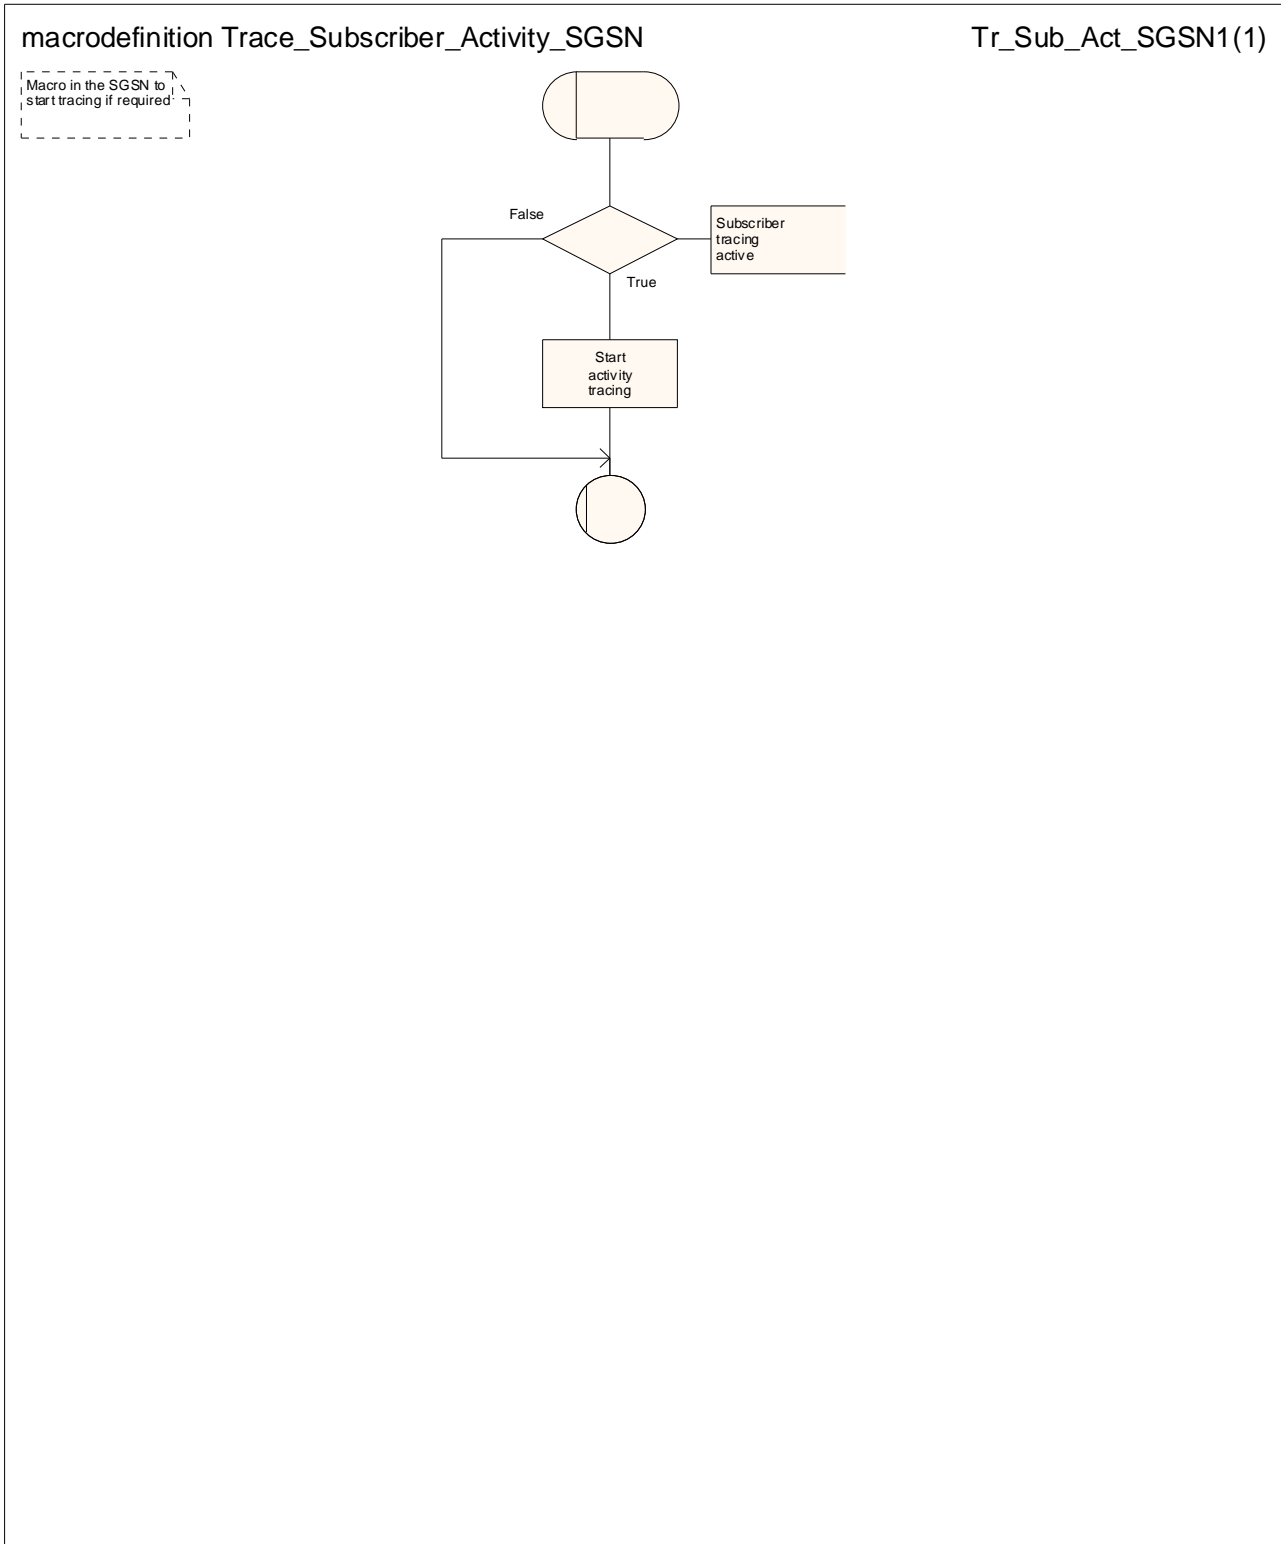 macrodefinition Trace_Subscriber_Activity_SGSN
Tr_Sub_Act_SGSN1(1)
Macro in the SGSN to
start tracing if required
False
Subscriber
tracing
active
True
Start
activity
tracing